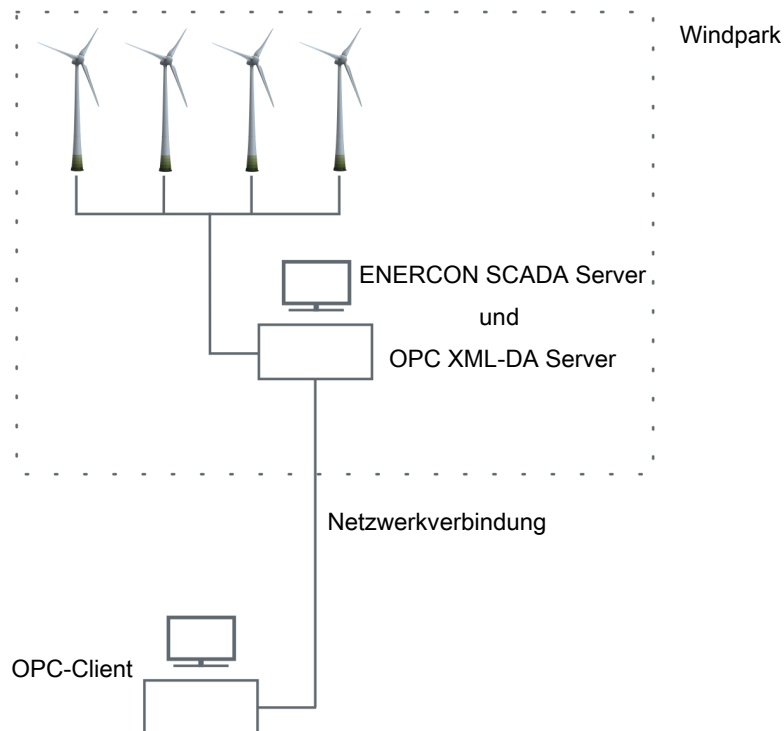 Windpark
ENERCON SCADA Server
und
OPC XML-DA Server
Netzwerkverbindung
OPC-Client